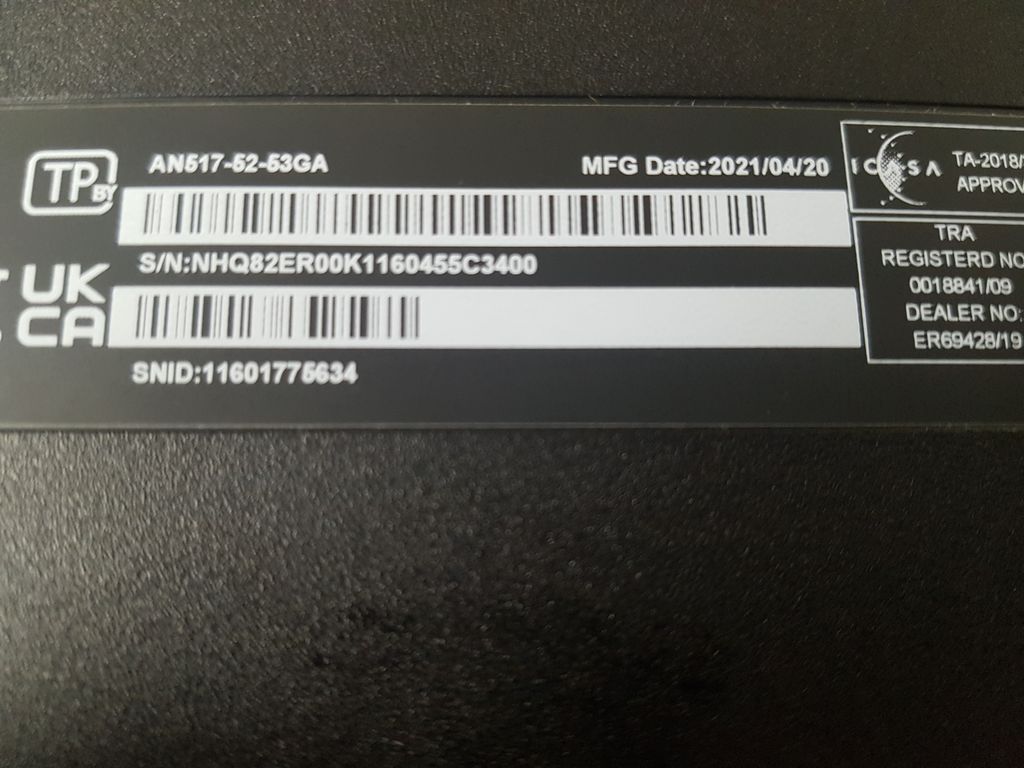 TP BY
AN517-52-53GA
MFG Date:2021/04/20
S/N:NHQ82ER00K1160455C3400
SNID:11601775634
UK
CA
ICASA
TA-2018/
APPROV
TRA
REGISTERD NO
0018841/09
DEALER NO:
ER69428/19